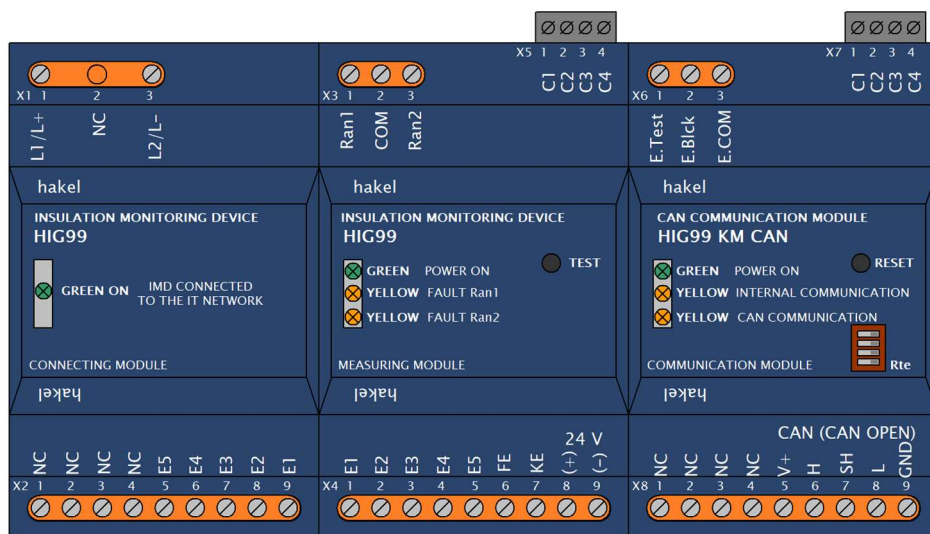 X5 1 2 3 4
X7 1 2 3 4
C1 C2 C3 C4
C1 C2 C3 C4
X1 1 2 3
X3 1 2 3
X6 1 2 3
L1/L+ NC L2/L-
Ran1 COM Ran2
E.Test E.Blck E.COM
hakel
INSULATION MONITORING DEVICE
HIG99
GREEN ON
IMD CONNECTED
TO THE IT NETWORK
CONNECTING MODULE
hakel
hakel
INSULATION MONITORING DEVICE
HIG99
TEST
GREEN POWER ON
YELLOW FAULT Ran1
YELLOW FAULT Ran2
MEASURING MODULE
hakel
hakel
CAN COMMUNICATION MODULE
HIG99 KM CAN
RESET
GREEN POWER ON
YELLOW INTERNAL COMMUNICATION
YELLOW CAN COMMUNICATION
COMMUNICATION MODULE
Rte
hakel
NC NC NC NC E5 E4 E3 E2 E1
X2 1 2 3 4 5 6 7 8 9
24 V
E1 E2 E3 E4 E5 FE KE (+) (-)
X4 1 2 3 4 5 6 7 8 9
CAN (CAN OPEN)
NC NC NC NC V+ H SH L GND
X8 1 2 3 4 5 6 7 8 9